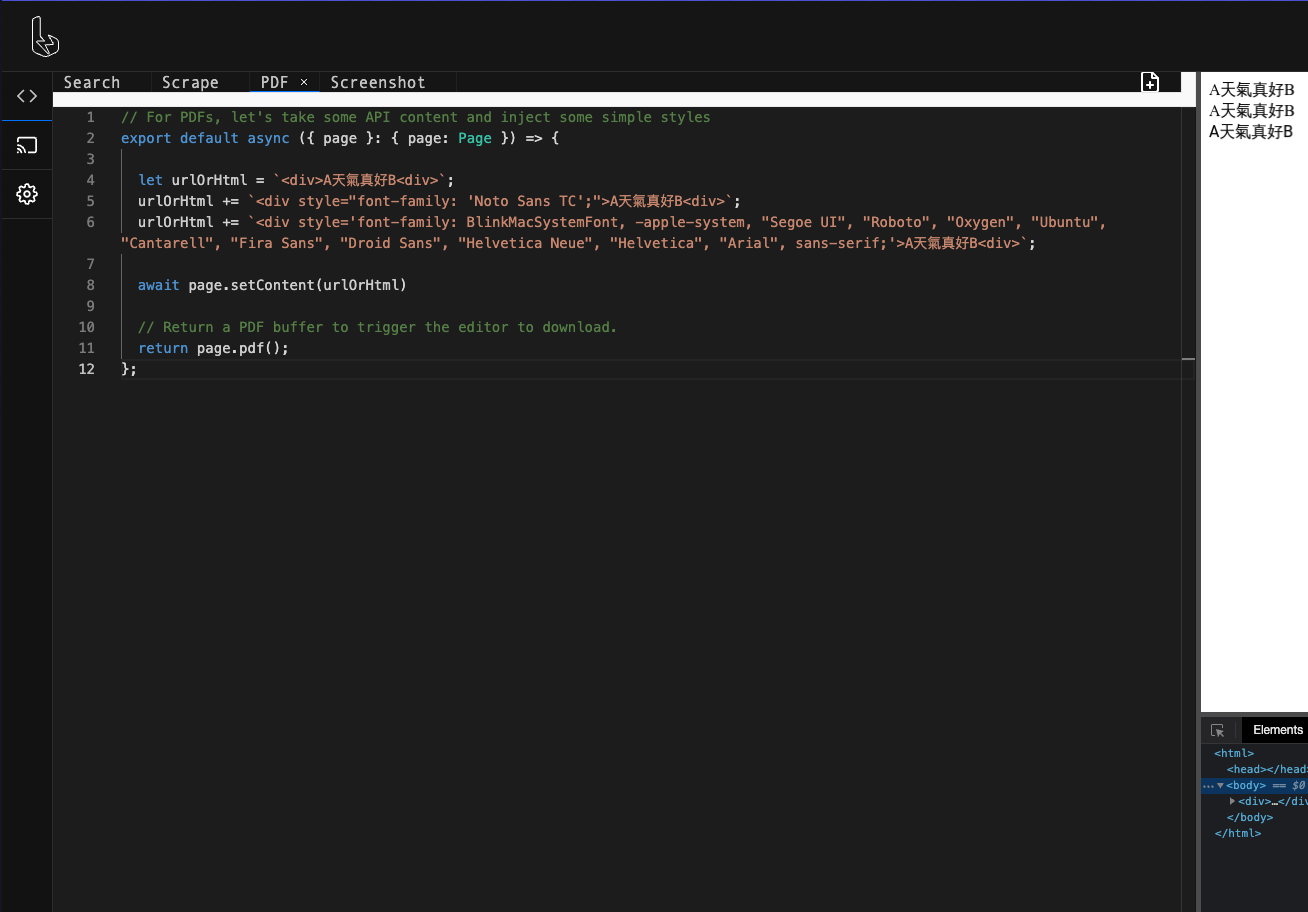 Search Scrape PDF × Screenshot
1 // For PDFs, let's take some API content and inject some simple styles
2 export default async ({ page }: { page: Page }) => {
3
4 let urlOrHtml = `<div>A天氣真好B<div>`;
5 urlOrHtml += `<div style="font-family: 'Noto Sans TC';">A天氣真好B<div>`;
6 urlOrHtml += `<div style='font-family: BlinkMacSystemFont, -apple-system, "Segoe UI", "Roboto", "Oxygen", "Ubuntu",
"Cantarell", "Fira Sans", "Droid Sans", "Helvetica Neue", "Helvetica", "Arial", sans-serif;'>A天氣真好B<div>`;
7
8 await page.setContent(urlOrHtml)
9
10 // Return a PDF buffer to trigger the editor to download.
11 return page.pdf();
12 };
A天氣真好B
A天氣真好B
A天氣真好B
Elements
<html>
<head></head>
… ▼<body> == $0
▶<div>…</div
</body>
</html>